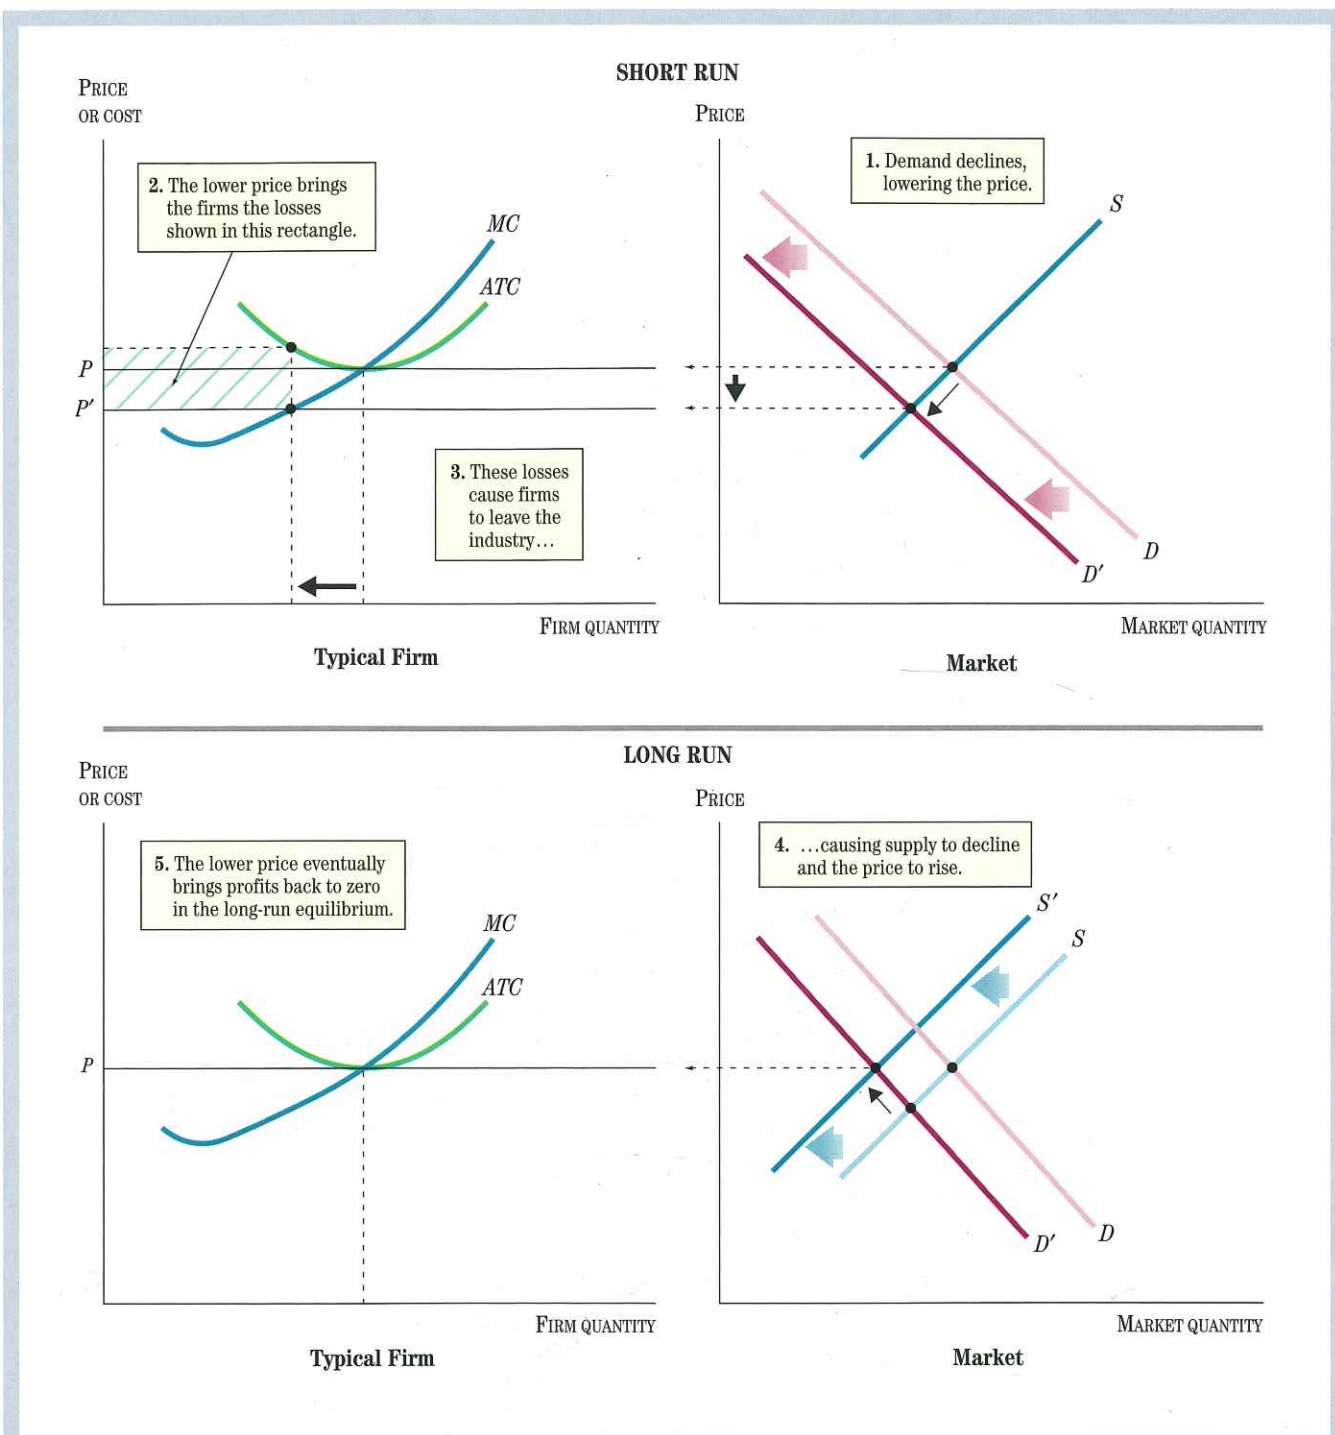 SHORT RUN
PRICE
OR COST
PRICE
2. The lower price brings
the firms the losses
shown in this rectangle.
1. Demand declines,
lowering the price.
MC
ATC
S
P
P'
3. These losses
cause firms
to leave the
industry...
D
D'
FIRM QUANTITY
MARKET QUANTITY
Typical Firm
Market
LONG RUN
PRICE
OR COST
PRICE
5. The lower price eventually
brings profits back to zero
in the long-run equilibrium.
4. ...causing supply to decline
and the price to rise.
MC
ATC
S'
S
P
D
D'
FIRM QUANTITY
MARKET QUANTITY
Typical Firm
Market